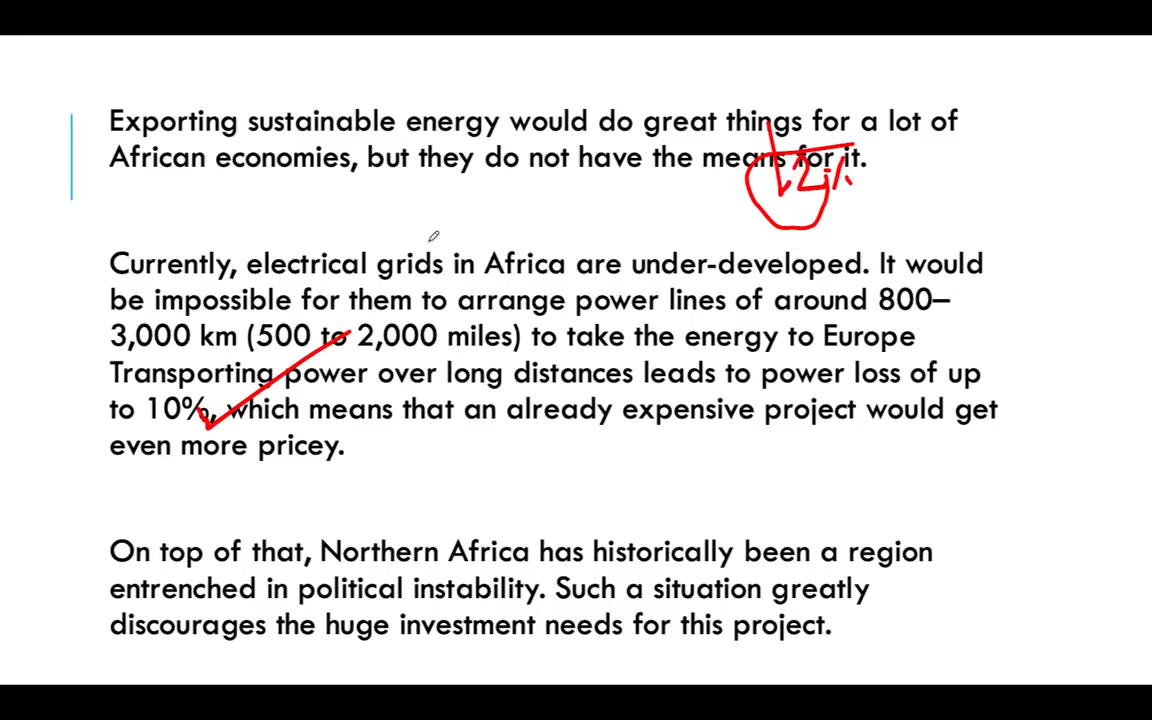 Exporting sustainable energy would do great things for a lot of
African economies, but they do not have the means for it.
Currently, electrical grids in Africa are under-developed. It would
be impossible for them to arrange power lines of around 800–
3,000 km (500 to 2,000 miles) to take the energy to Europe
Transporting power over long distances leads to power loss of up
to 10%, which means that an already expensive project would get
even more pricey.
On top of that, Northern Africa has historically been a region
entrenched in political instability. Such a situation greatly
discourages the huge investment needs for this project.